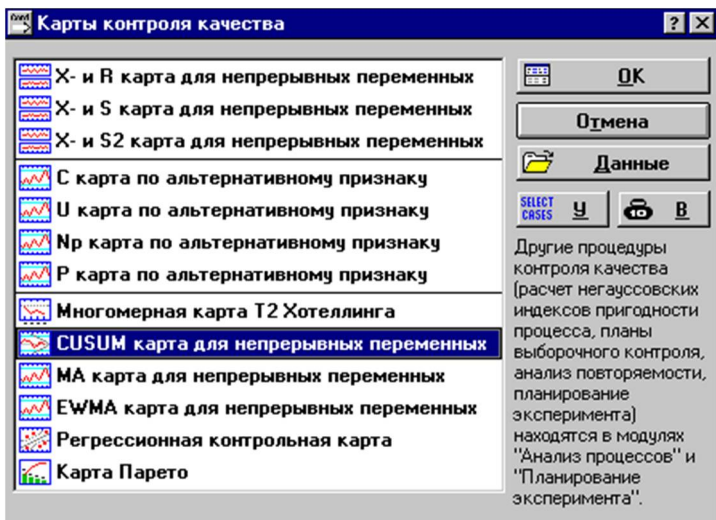 Карты контроля качества
X- и R карта для непрерывных переменных
X- и S карта для непрерывных переменных
X- и S2 карта для непрерывных переменных
C карта по альтернативному признаку
U карта по альтернативному признаку
Np карта по альтернативному признаку
P карта по альтернативному признаку
Многомерная карта T2 Хотеллинга
CUSUM карта для непрерывных переменных
MA карта для непрерывных переменных
EWMA карта для непрерывных переменных
Регрессионная контрольная карта
Карта Парето
OK
Отмена
Данные
SELECT
CASES
У
В
Другие процедуры
контроля качества
(расчет негауссовских
индексов пригодности
процесса, планы
выборочного контроля,
анализ повторяемости,
планирование
эксперимента)
находятся в модулях
"Анализ процессов" и
"Планирование
эксперимента".